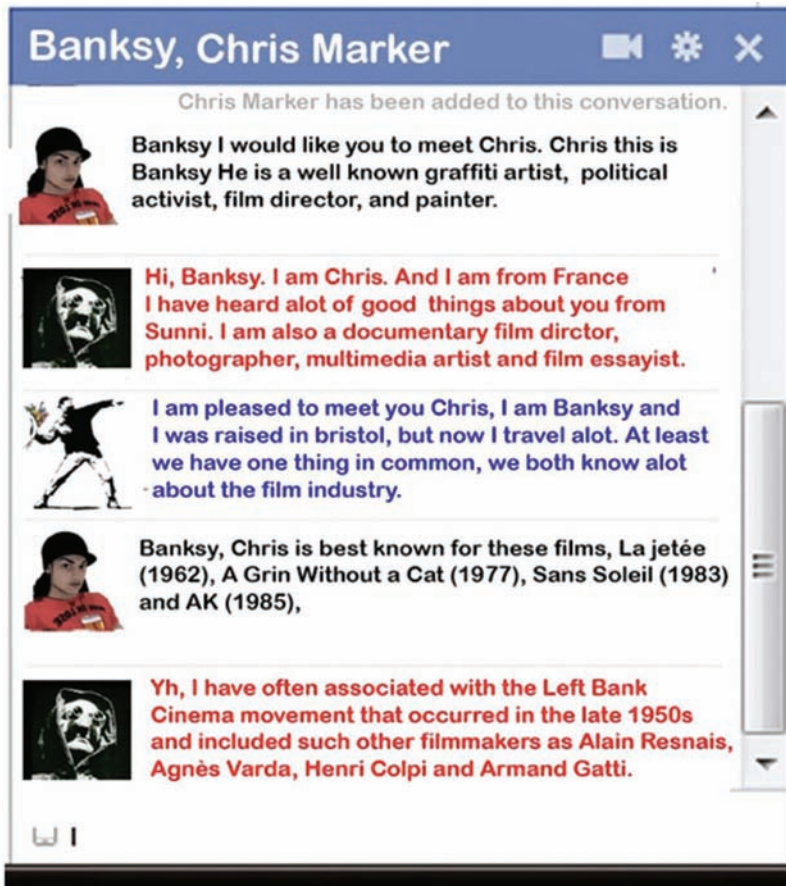 Banksy, Chris Marker
Chris Marker has been added to this conversation.
Banksy I would like you to meet Chris. Chris this is
Banksy He is a well known graffiti artist, political
activist, film director, and painter.
Hi, Banksy. I am Chris. And I am from France
I have heard alot of good things about you from
Sunni. I am also a documentary film dirctor,
photographer, multimedia artist and film essayist.
I am pleased to meet you Chris, I am Banksy and
I was raised in bristol, but now I travel alot. At least
we have one thing in common, we both know alot
about the film industry.
Banksy, Chris is best known for these films, La jetée
(1962), A Grin Without a Cat (1977), Sans Soleil (1983)
and AK (1985),
Yh, I have often associated with the Left Bank
Cinema movement that occurred in the late 1950s
and included such other filmmakers as Alain Resnais,
Agnès Varda, Henri Colpi and Armand Gatti.